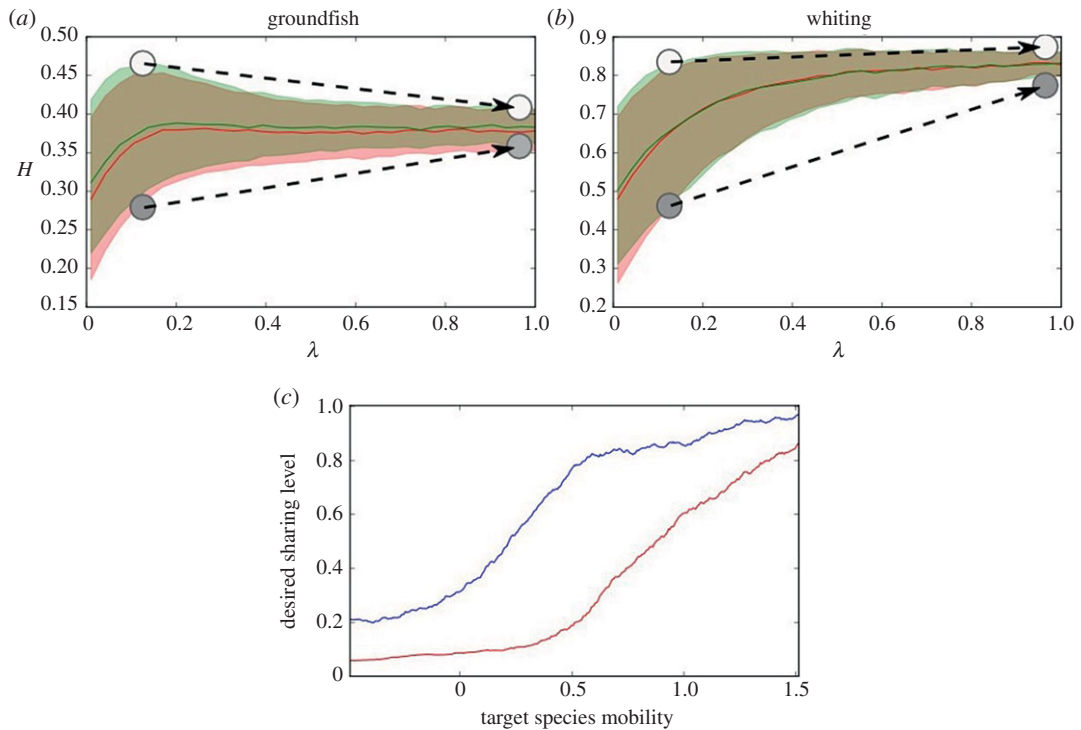 (a) groundfish
0.50
0.45
0.40
0.35
H
0.30
0.25
0.20
0.15
0 0.2 0.4 0.6 0.8 1.0
λ
(b) whiting
0.9
0.8
0.7
0.6
0.5
0.4
0.3
0.2
0 0.2 0.4 0.6 0.8 1.0
λ
(c)
1.0
0.8
0.6
0.4
0.2
0
desired sharing level
0 0.5 1.0 1.5
target species mobility